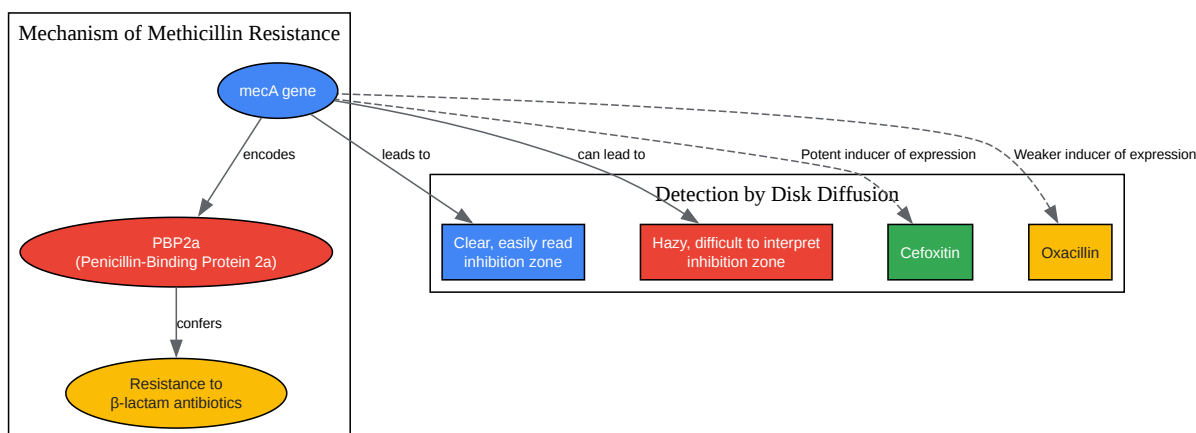 Mechanism of Methicillin Resistance
mecA gene
encodes
leads to
can lead to
Potent inducer of expression
Weaker inducer of expression
Detection by Disk Diffusion
PBP2a
(Penicillin-Binding Protein 2a)
Clear, easily read
inhibition zone
Hazy, difficult to interpret
inhibition zone
Cefoxitin
Oxacillin
confers
Resistance to
β-lactam antibiotics